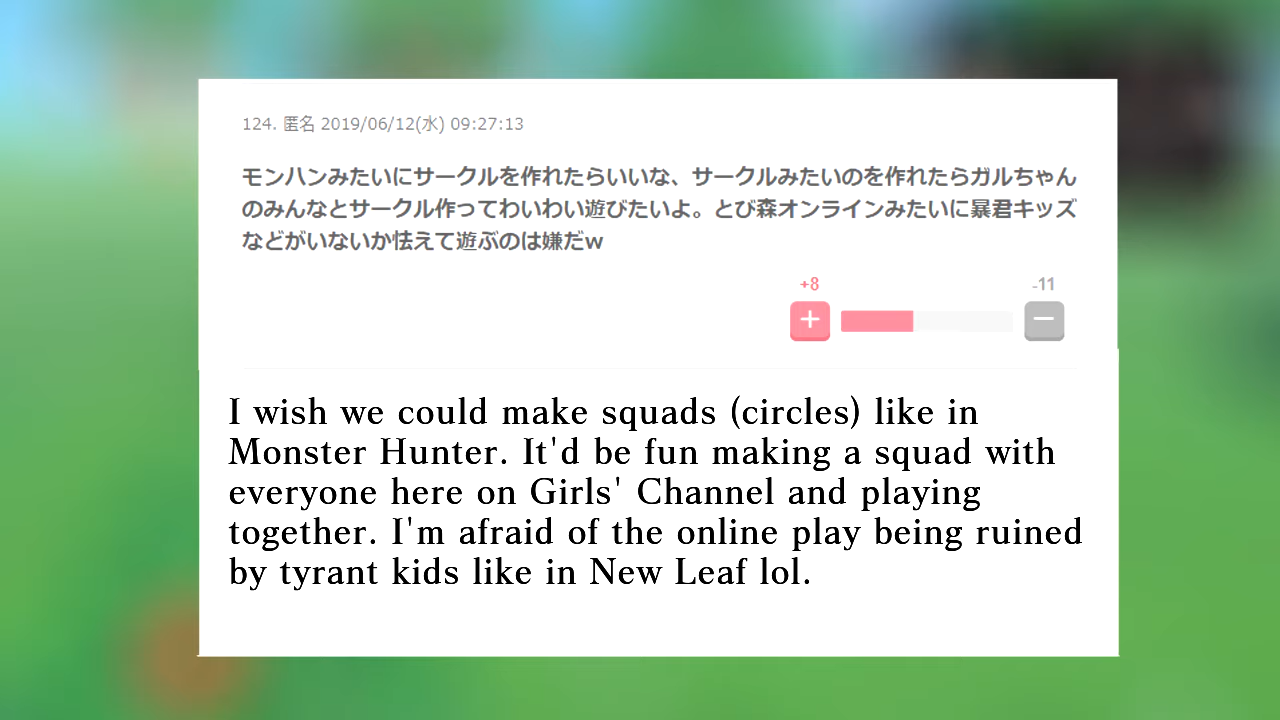 124. 匿名 2019/06/12(水) 09:27:13
モンハンみたいにサークルを作れたらいいな、サークルみたいのを作れたらガルちゃん
のみんなとサークル作ってわいわい遊びたいよ。とび森オンラインみたいに暴君キッズ
などがいないか怯えて遊ぶのは嫌だw
+8
-11
I wish we could make squads (circles) like in
Monster Hunter. It'd be fun making a squad with
everyone here on Girls' Channel and playing
together. I'm afraid of the online play being ruined
by tyrant kids like in New Leaf lol.